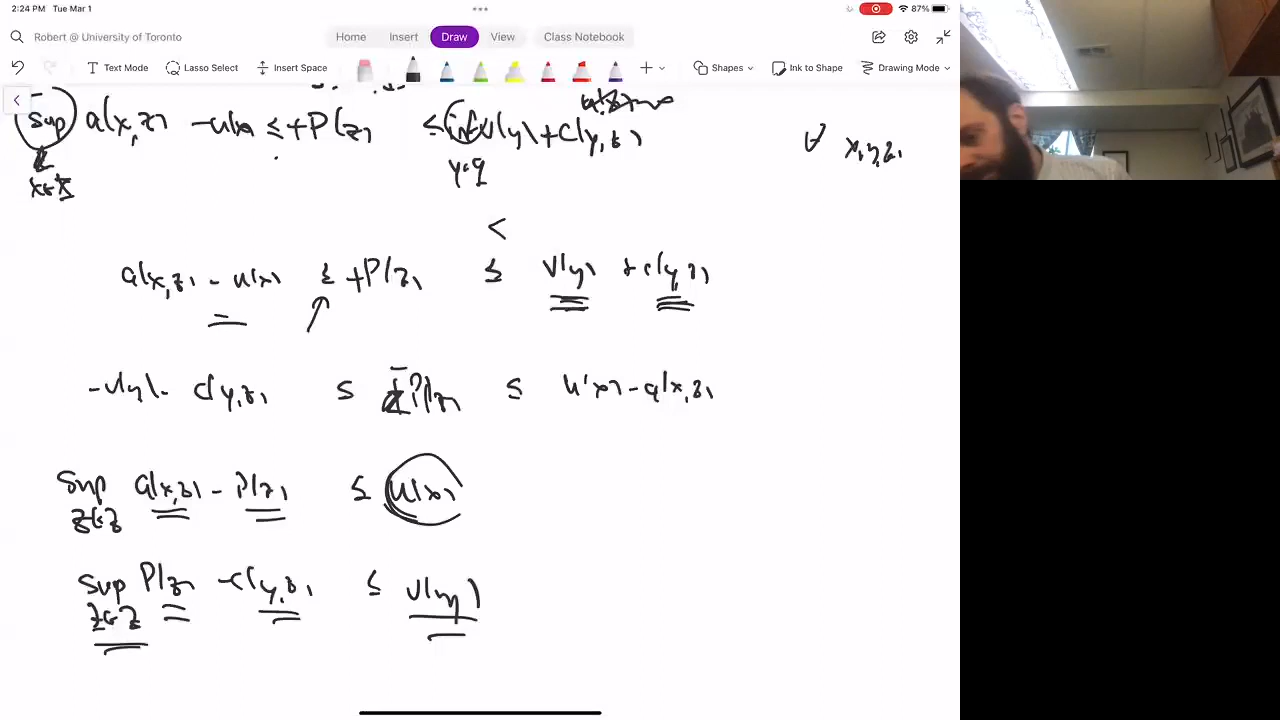 2:24 PM Tue Mar 1
87%
Robert @ University of Toronto
Home Insert Draw View Class Notebook
Text Mode Lasso Select Insert Space Shapes Ink to Shape Drawing Mode
sup a(x,z) - u(x) ≤ +P(z) ≤ inf v(y) + c(y,z) ∀ x,y,z,
<
a(x,z) - u(x) ≤ +P(z) ≤ v(y) + c(y,z)
-v(y) - c(y,z) ≤ P(z) ≤ u(x) - a(x,z)
sup a(x,z) - P(z) ≤ u(x)
z∈Z
sup P(z) - c(y,z) ≤ v(y)
z∈Z